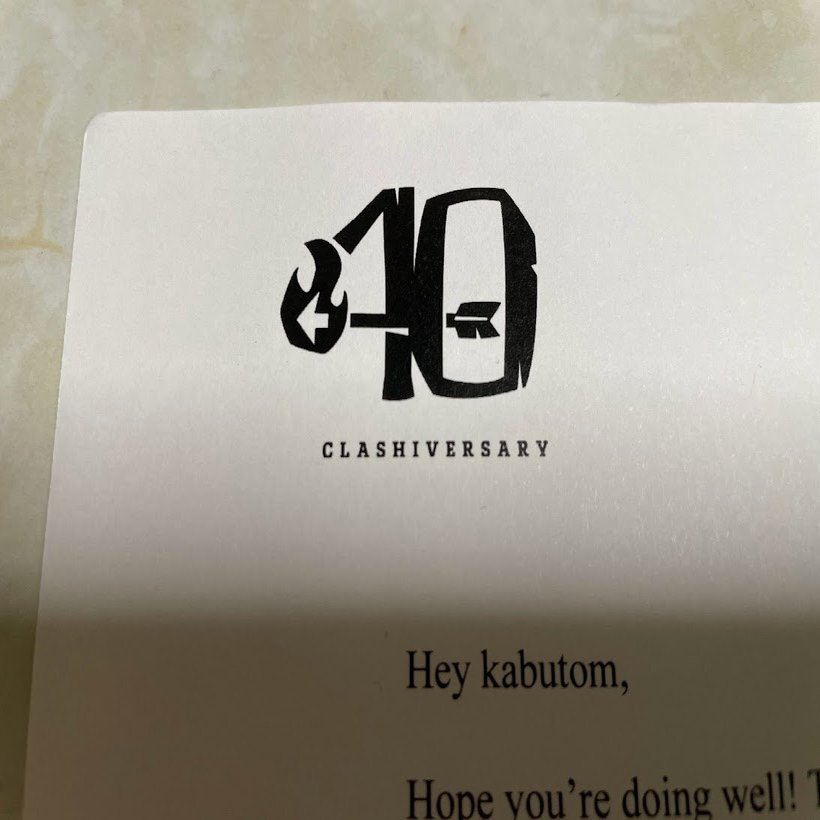 40
CLASHIVERSARY
Hey kabutom,
Hope you're doing well!